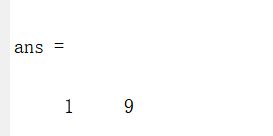 ans =
1 9